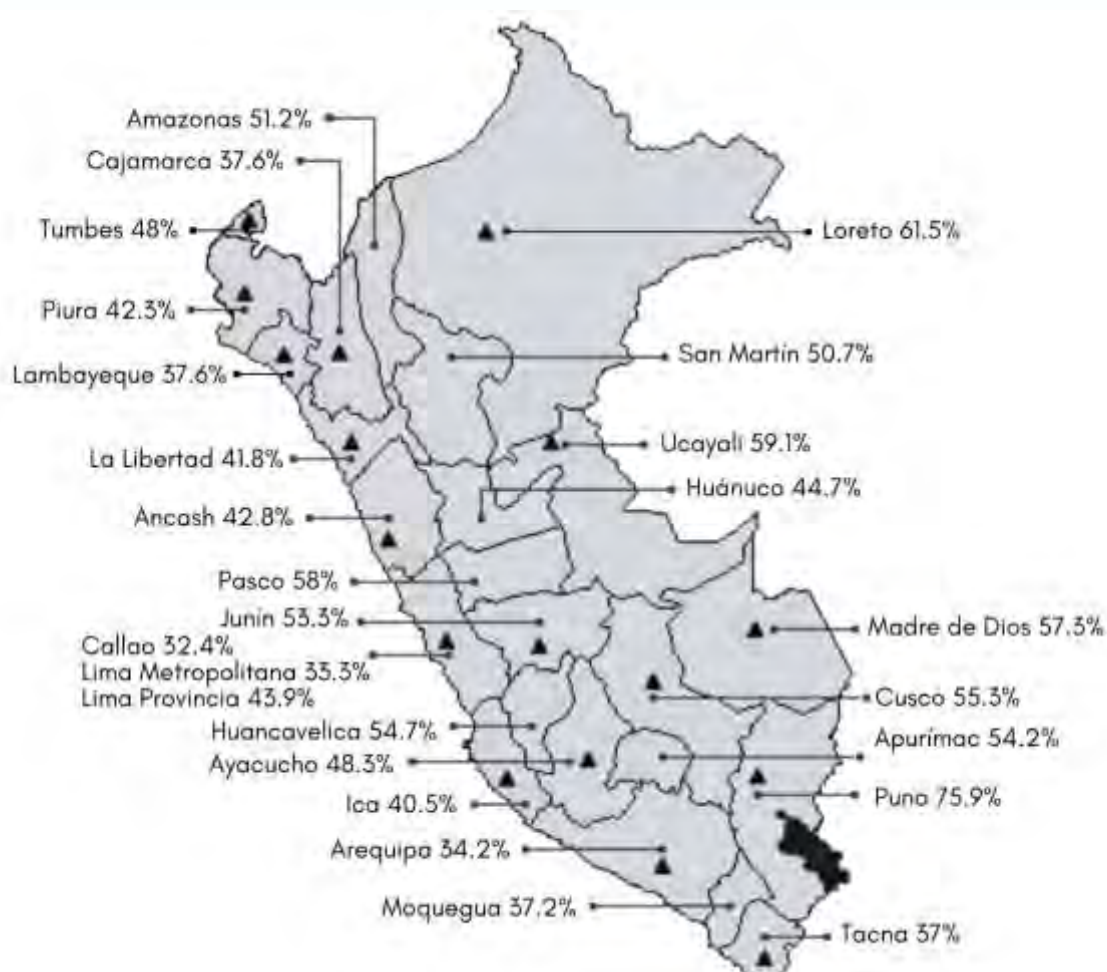 Amazonas 51.2%
Cajamarca 37.6%
Tumbes 48%
Loreto 61.5%
Piura 42.3%
San Martín 50.7%
Lambayeque 37.6%
Ucayali 59.1%
La Libertad 41.8%
Huánuco 44.7%
Ancash 42.8%
Pasco 58%
Junín 53.3%
Madre de Dios 57.3%
Callao 32.4%
Lima Metropolitana 33.3%
Lima Provincia 43.9%
Cusco 55.3%
Huancavelica 54.7%
Apurímac 54.2%
Ayacucho 48.3%
Puno 75.9%
Ica 40.5%
Arequipa 34.2%
Moquegua 37.2%
Tacna 37%